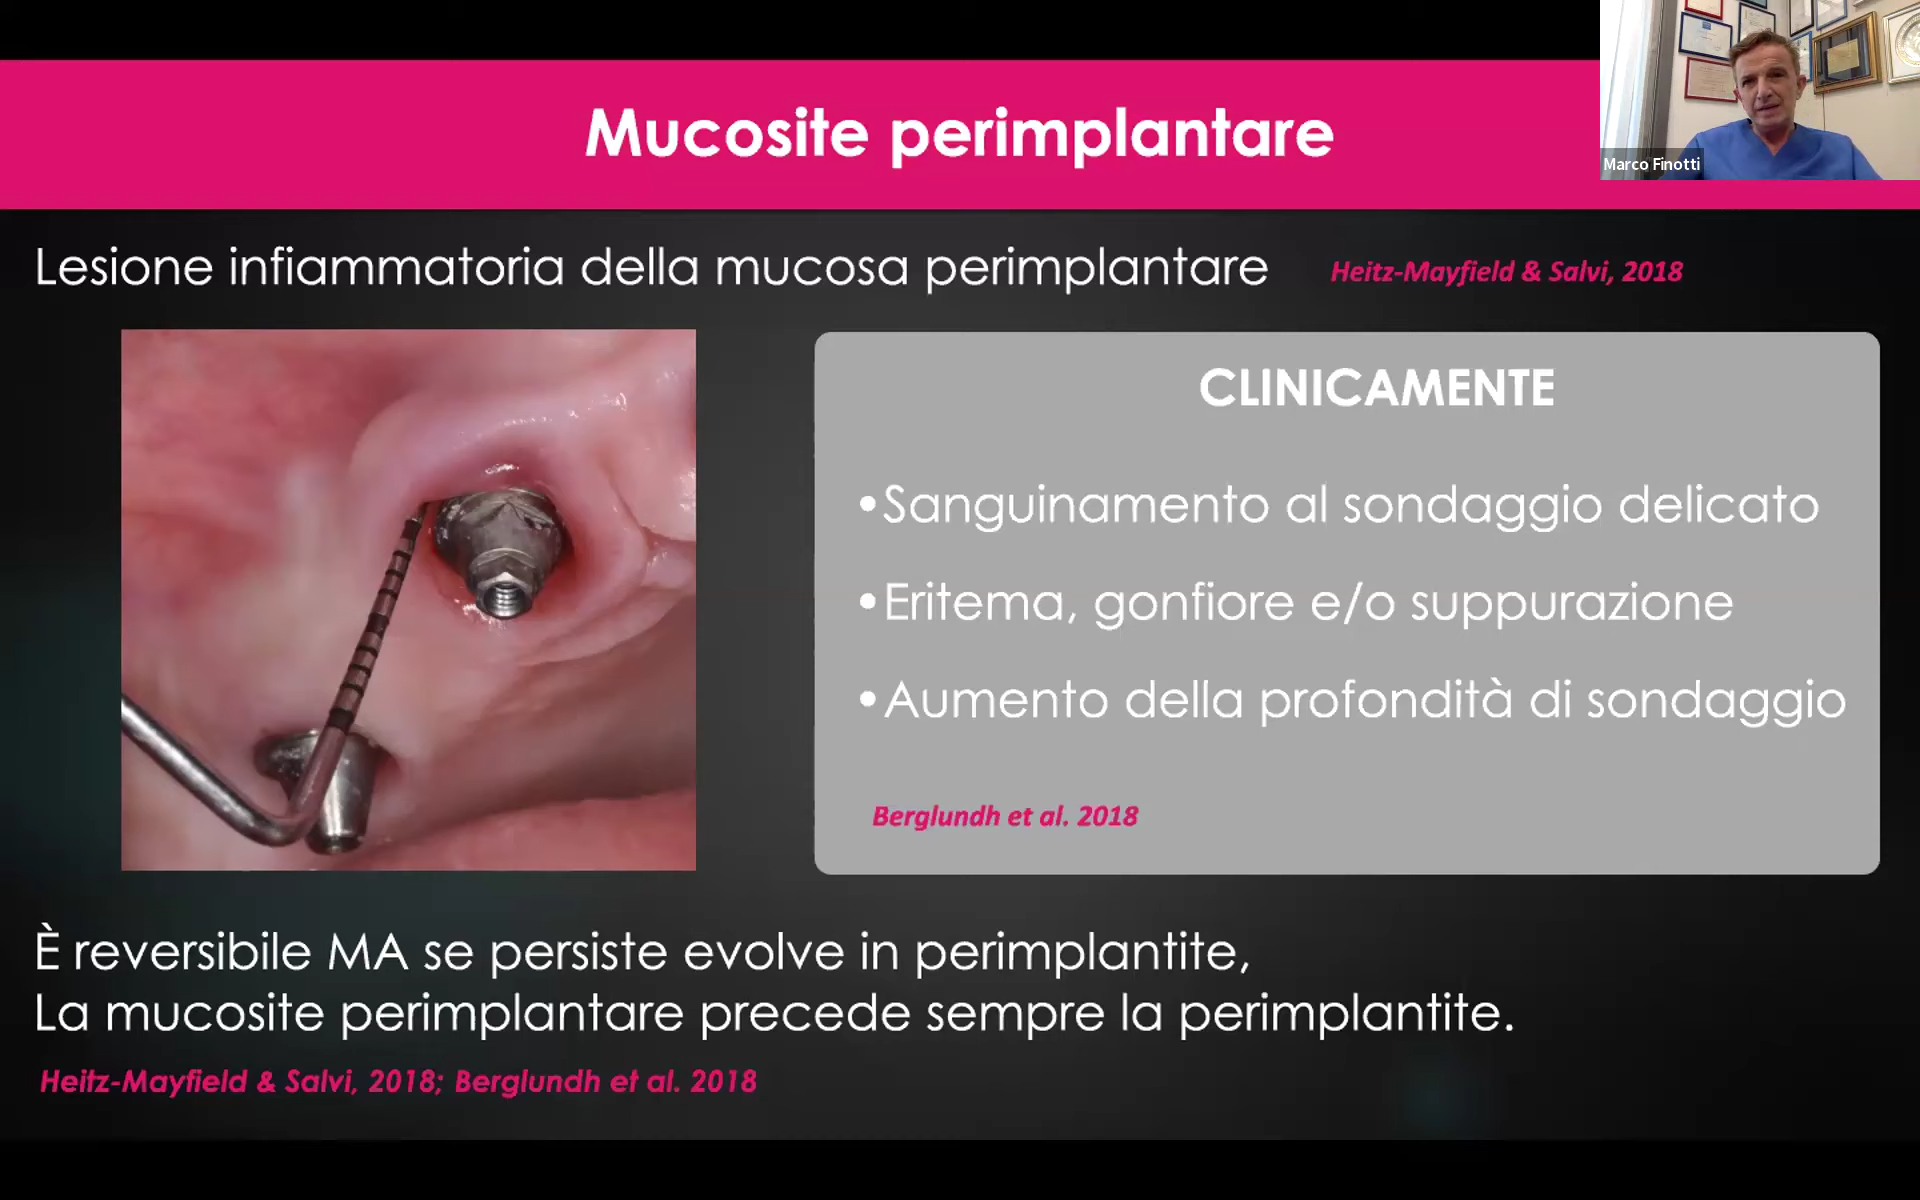 Mucosite perimplantare
Marco Finotti
Lesione infiammatoria della mucosa perimplantare
Heitz-Mayfield & Salvi, 2018
CLINICAMENTE
•Sanguinamento al sondaggio delicato
•Eritema, gonfiore e/o suppurazione
•Aumento della profondità di sondaggio
Berglundh et al. 2018
È reversibile MA se persiste evolve in perimplantite,
La mucosite perimplantare precede sempre la perimplantite.
Heitz-Mayfield & Salvi, 2018; Berglundh et al. 2018